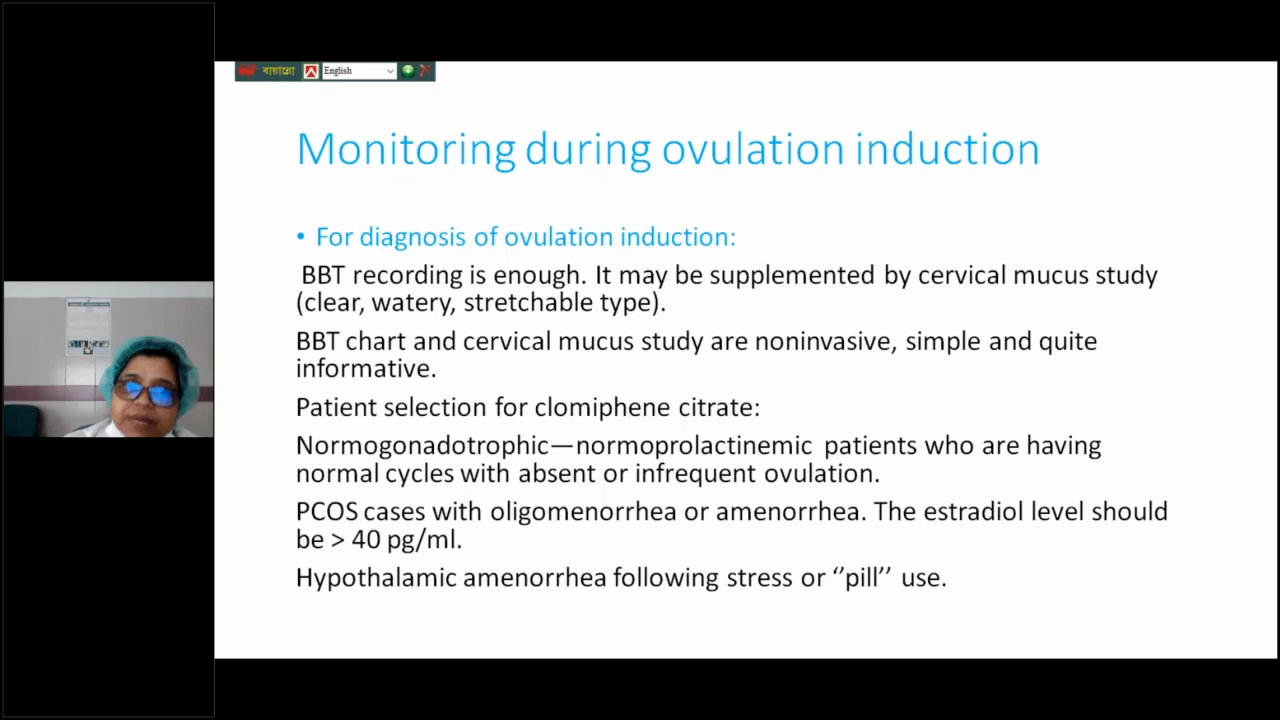 বায়ান্নো English
Monitoring during ovulation induction
• For diagnosis of ovulation induction:
BBT recording is enough. It may be supplemented by cervical mucus study
(clear, watery, stretchable type).
BBT chart and cervical mucus study are noninvasive, simple and quite
informative.
Patient selection for clomiphene citrate:
Normogonadotrophic—normoprolactinemic patients who are having
normal cycles with absent or infrequent ovulation.
PCOS cases with oligomenorrhea or amenorrhea. The estradiol level should
be > 40 pg/ml.
Hypothalamic amenorrhea following stress or ‘‘pill’’ use.